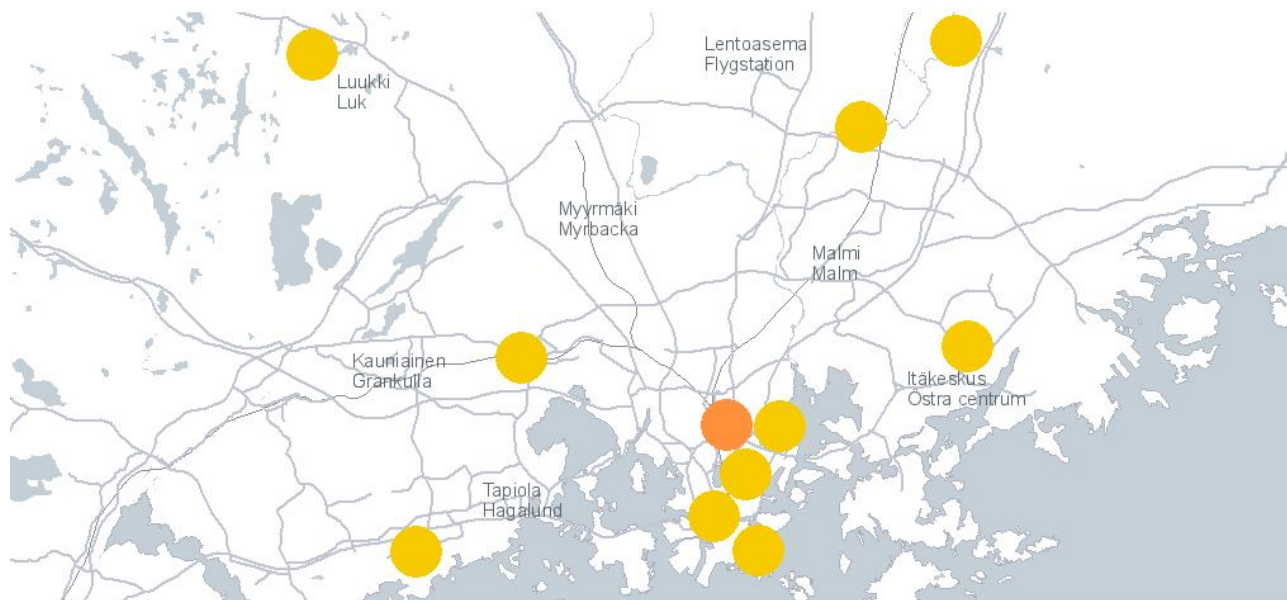 Lentoasema
Flygstation
Luukki
Luk
Myyrmäki
Myrbacka
Malmi
Malm
Kauniainen
Grankulla
Itäkeskus
Östra centrum
Tapiola
Hagalund